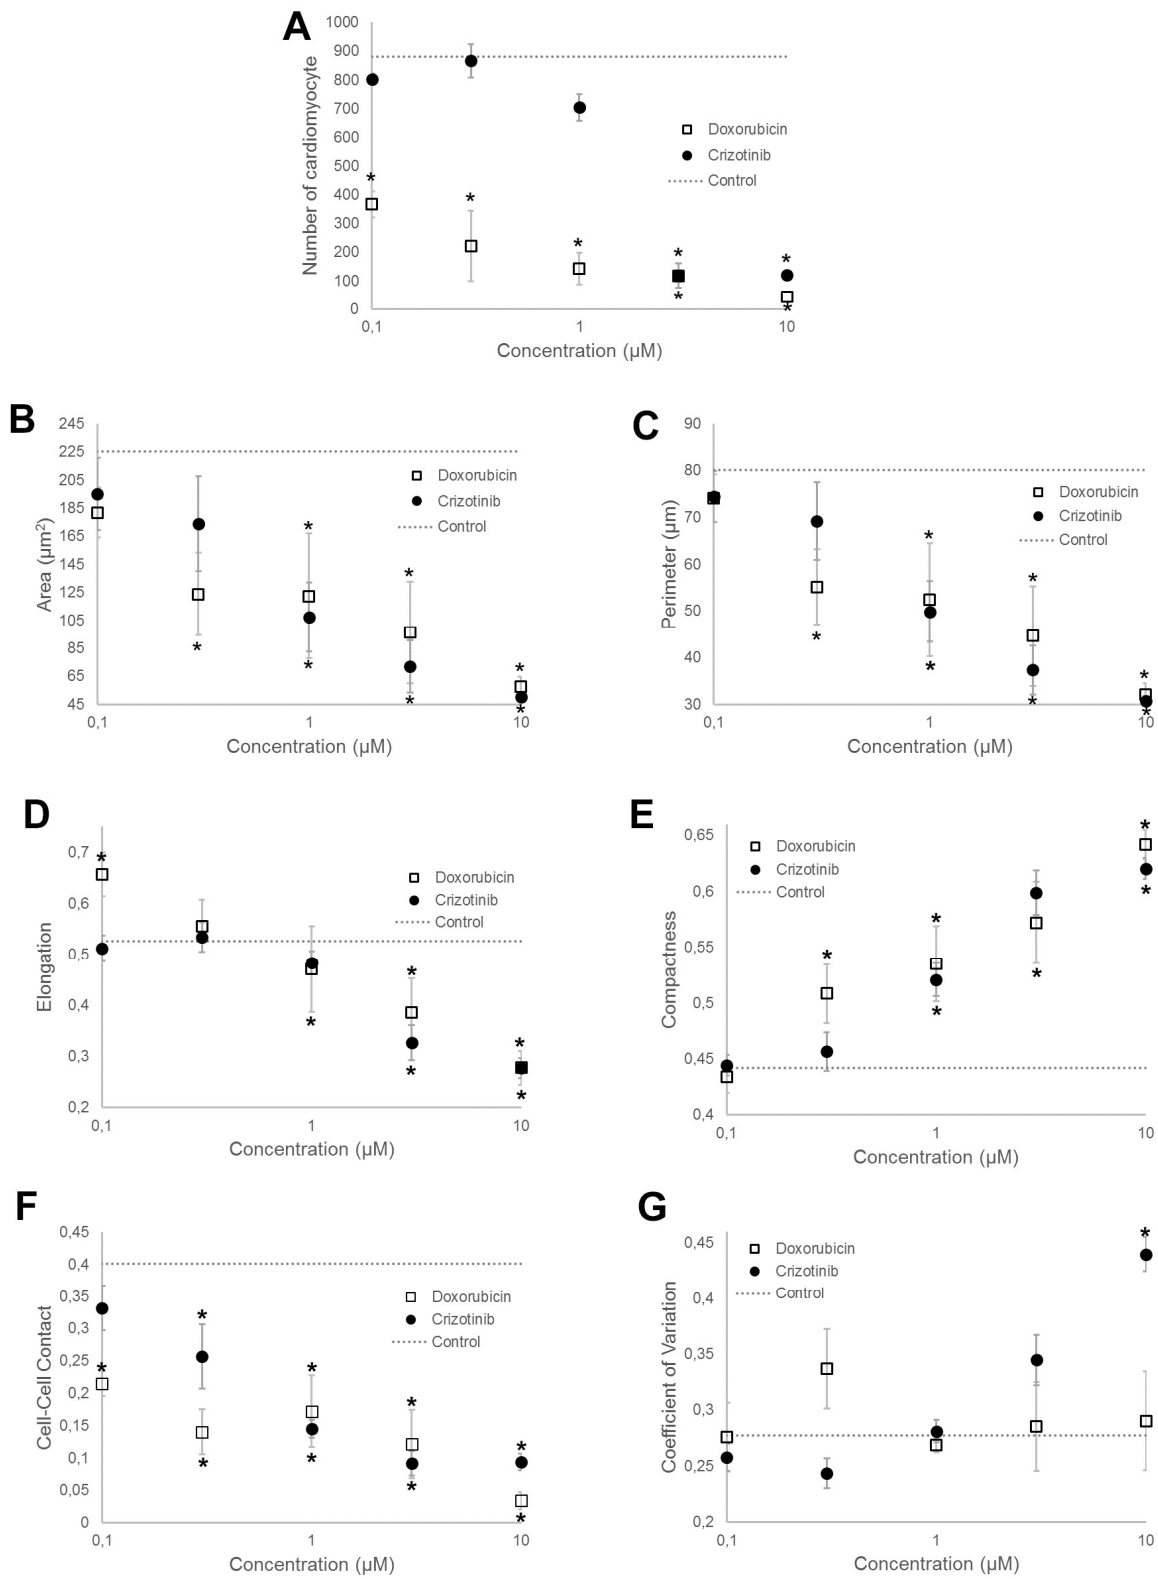 A
Number of cardiomyocyte
1000
900
800
700
600
500
400
300
200
100
0
* * * * *
* *
Doxorubicin
Crizotinib
Control
0,1 1 10
Concentration (µM)
B
Area (µm²)
245
225
205
185
165
145
125
105
85
65
45
* * *
* * * *
Doxorubicin
Crizotinib
Control
0,1 1 10
Concentration (µM)
C
Perimeter (µm)
90
80
70
60
50
40
30
* * *
* * * *
Doxorubicin
Crizotinib
Control
0,1 1 10
Concentration (µM)
D
Elongation
0,7
0,6
0,5
0,4
0,3
0,2
* * *
* * *
Doxorubicin
Crizotinib
Control
0,1 1 10
Concentration (µM)
E
Compactness
0,65
0,6
0,55
0,5
0,45
0,4
* * *
* * *
Doxorubicin
Crizotinib
Control
0,1 1 10
Concentration (µM)
F
Cell-Cell Contact
0,45
0,4
0,35
0,3
0,25
0,2
0,15
0,1
0,05
0
* * * * *
* * * *
Doxorubicin
Crizotinib
Control
0,1 1 10
Concentration (µM)
G
Coefficient of Variation
0,45
0,4
0,35
0,3
0,25
0,2
*
Doxorubicin
Crizotinib
Control
0,1 1 10
Concentration (µM)